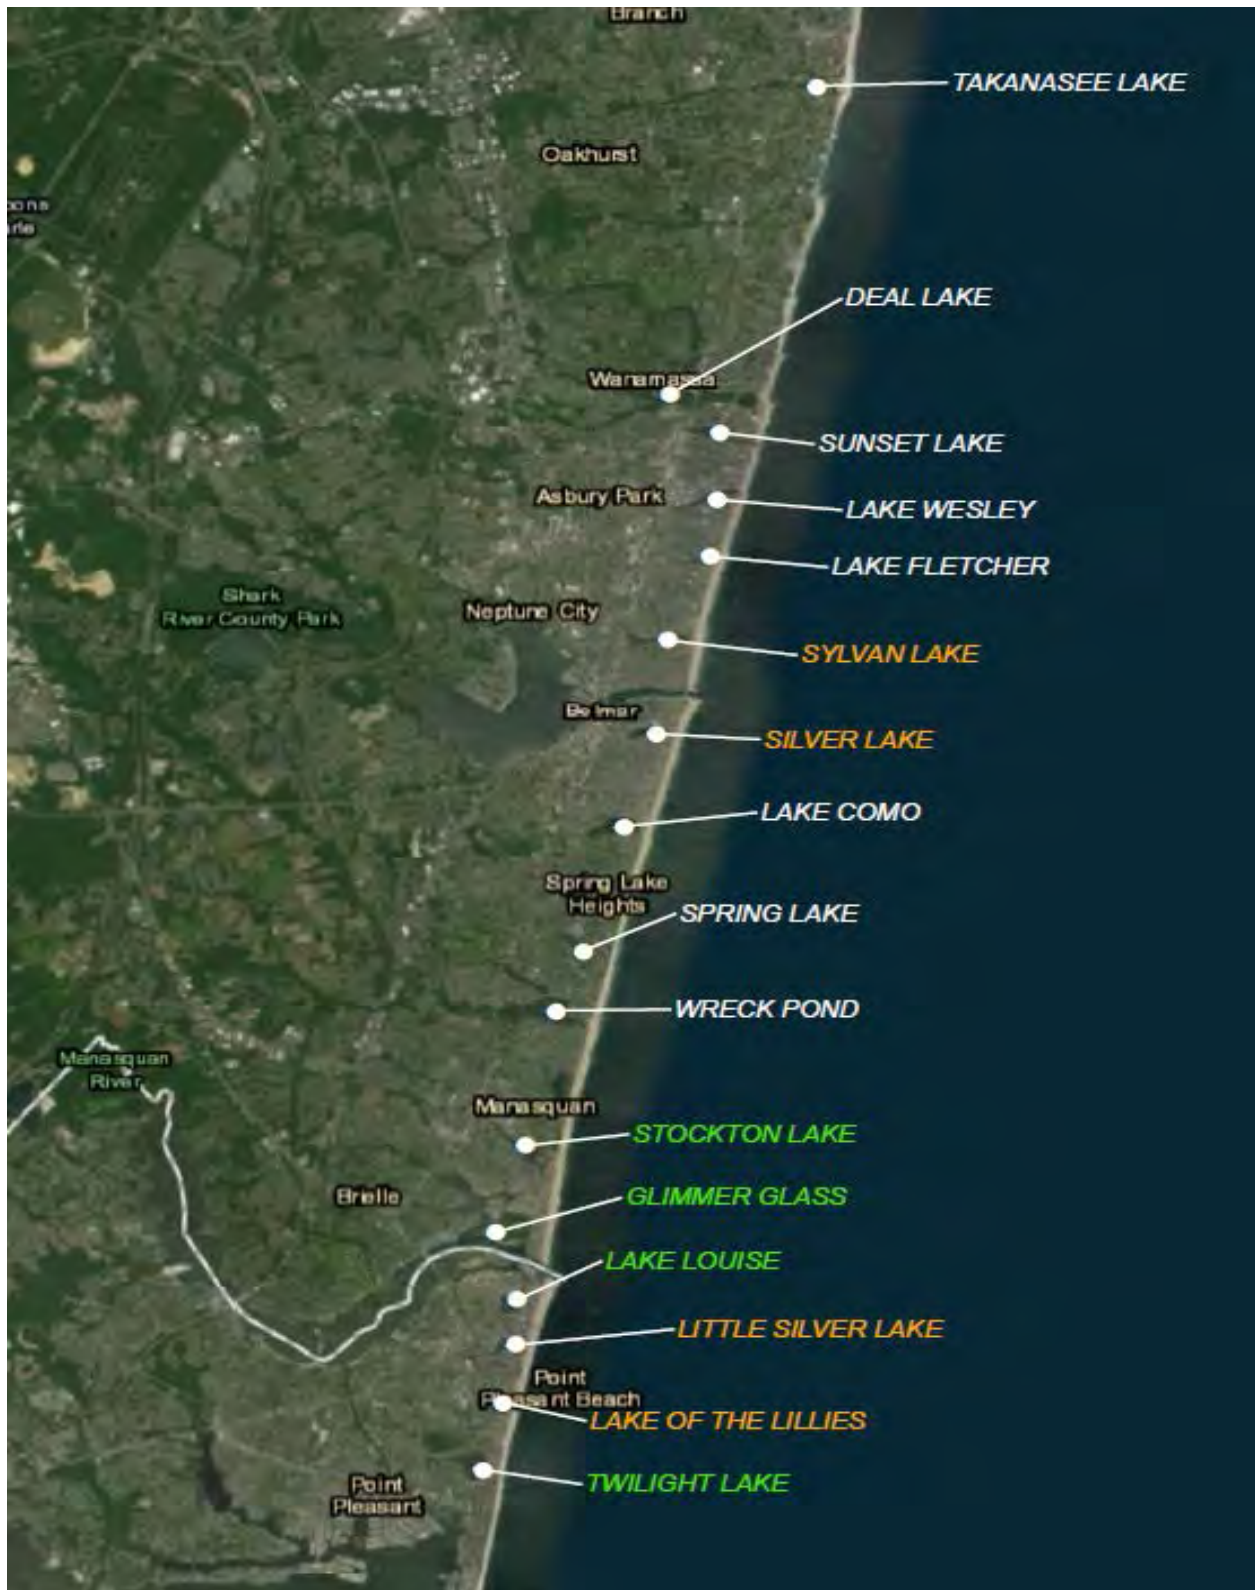 Branch
TAKANASEE LAKE
Oakhurst
DEAL LAKE
Wanamassa
SUNSET LAKE
Asbury Park
LAKE WESLEY
LAKE FLETCHER
Shark
River County Park
Neptune City
SYLVAN LAKE
Belmar
SILVER LAKE
LAKE COMO
Spring Lake
Heights
SPRING LAKE
WRECK POND
Manasquan
River
Manasquan
STOCKTON LAKE
Brielle
GLIMMER GLASS
LAKE LOUISE
LITTLE SILVER LAKE
Point
Pleasant Beach
LAKE OF THE LILLIES
Point
Pleasant
TWILIGHT LAKE